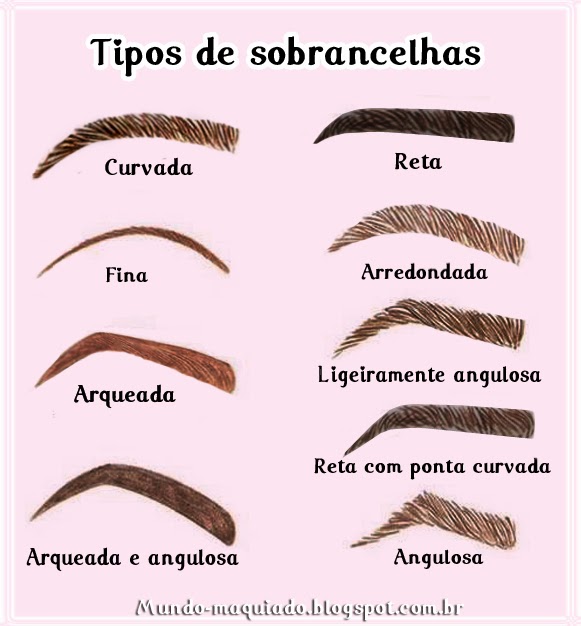 Tipos de sobrancelhas
Curvada
Reta
Fina
Arredondada
Arqueada
Ligeiramente angulosa
Reta com ponta curvada
Arqueada e angulosa
Angulosa
Mundo-maquiado.blogspot.com.br